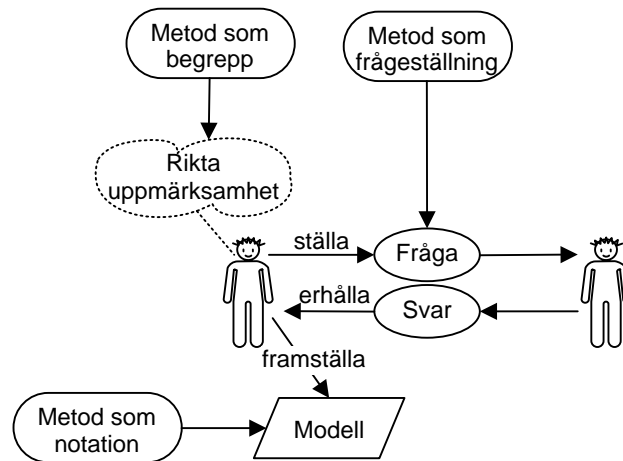 Metod som
begrepp
Metod som
frågeställning
Rikta
uppmärksamhet
ställa
Fråga
erhålla
Svar
framställa
Metod som
notation
Modell